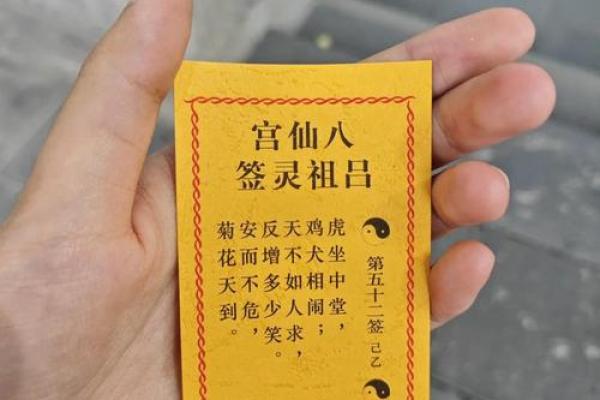 八仙宫
吕祖灵签
第五十二签 己乙
虎坐中堂，
鸡犬相闹；
天不如人求，
反增多少笑。
安而不危，
菊花天到。